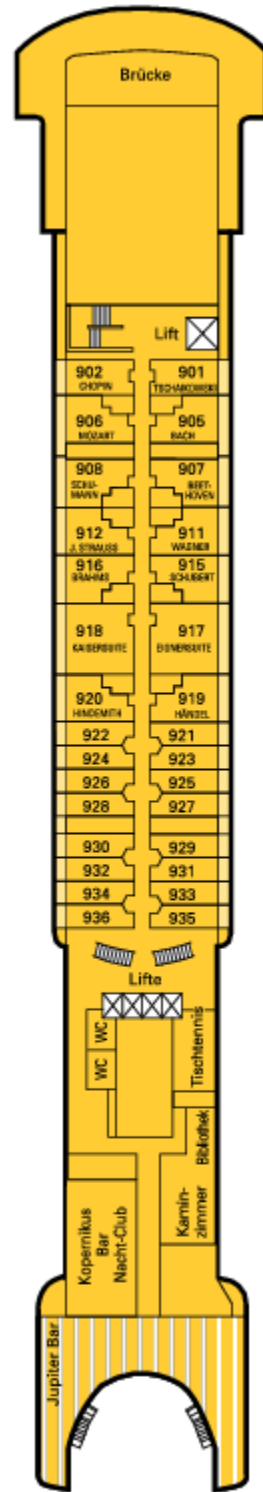 Brücke
Lift
902
CHOPIN
901
TSCHAIKOWSKI
906
MOZART
905
BACH
908
SCHU-
MANN
907
BEET-
HOVEN
912
J. STRAUSS
911
WAGNER
916
BRAHMS
915
SCHUBERT
918
KAISERSUITE
917
EIGNERSUITE
920
HINDEMITH
919
HÄNDEL
922
921
924
923
926
925
928
927
930
929
932
931
934
933
936
935
Lifte
WC
WC
Tischtennis
Bibliothek
Kamin-
zimmer
Kopernikus
Bar
Nacht-Club
Jupiter Bar